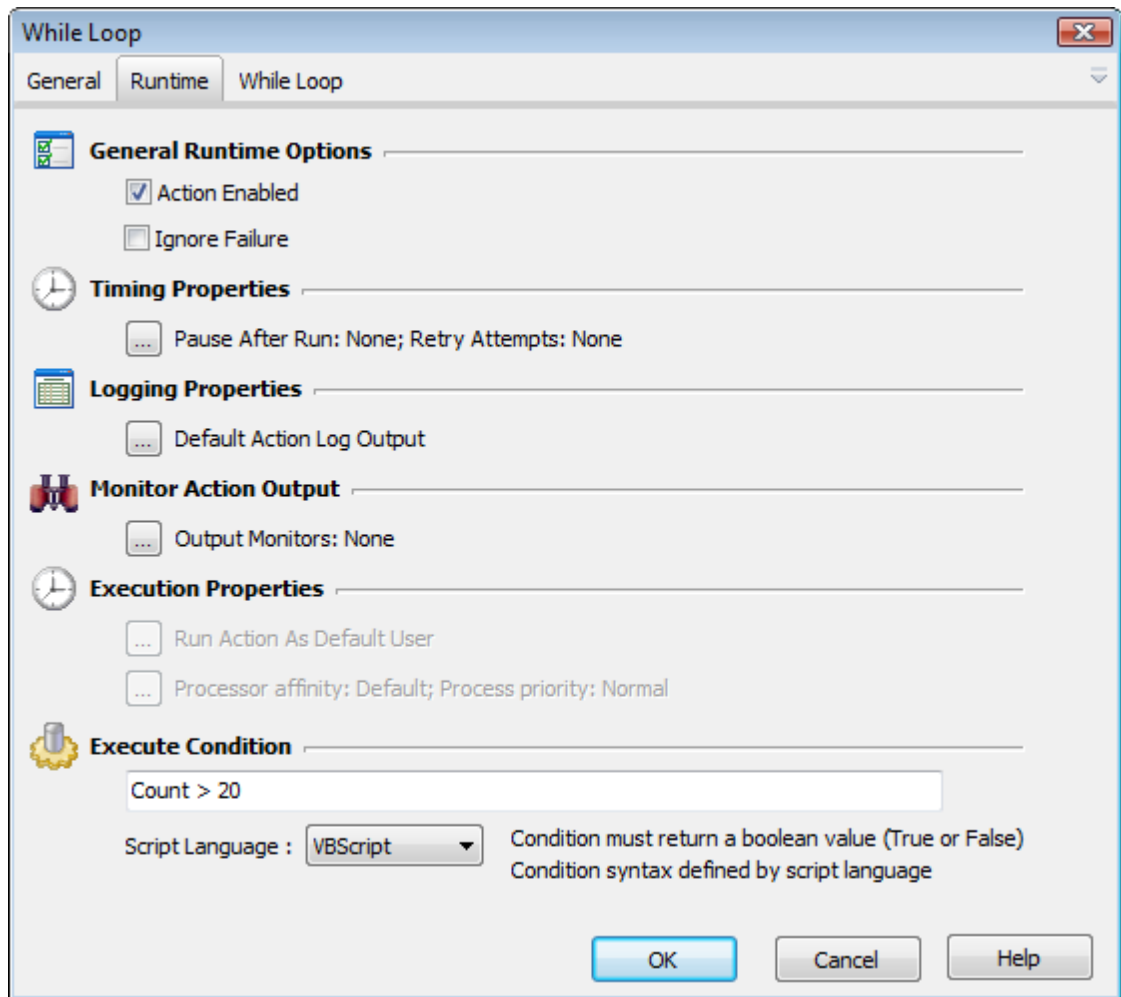 While Loop
General Runtime While Loop
General Runtime Options
Action Enabled
Ignore Failure
Timing Properties
... Pause After Run: None; Retry Attempts: None
Logging Properties
... Default Action Log Output
Monitor Action Output
... Output Monitors: None
Execution Properties
... Run Action As Default User
... Processor affinity: Default; Process priority: Normal
Execute Condition
Count > 20
Script Language : VBScript Condition must return a boolean value (True or False)
Condition syntax defined by script language
OK Cancel Help